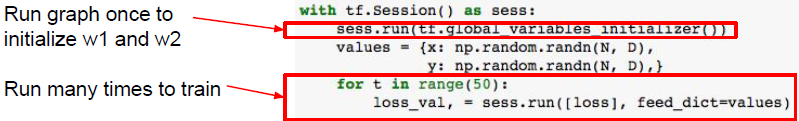 Run graph once to
initialize w1 and w2
Run many times to train
with tf.Session() as sess:
    sess.run(tf.global_variables_initializer())
    values = {x: np.random.randn(N, D),
              y: np.random.randn(N, D),}
    for t in range(50):
        loss_val, = sess.run([loss], feed_dict=values)